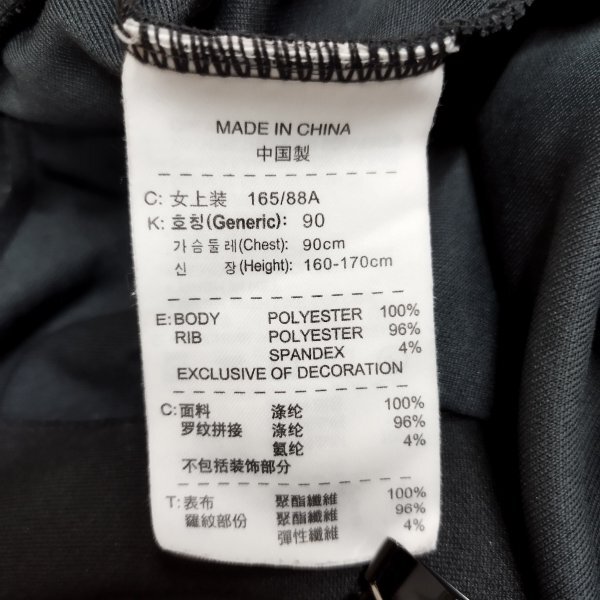 MADE IN CHINA
中国製
C: 女上装 165/88A
K: 호칭(Generic): 90
가슴둘레(Chest): 90cm
신 장(Height): 160-170cm
E: BODY POLYESTER 100%
RIB POLYESTER 96%
SPANDEX 4%
EXCLUSIVE OF DECORATION
C: 面料 涤纶 100%
罗纹拼接 涤纶 96%
氨纶 4%
不包括装饰部分
T: 表布 聚酯纖維 100%
羅紋部份 聚酯纖維 96%
彈性纖維 4%